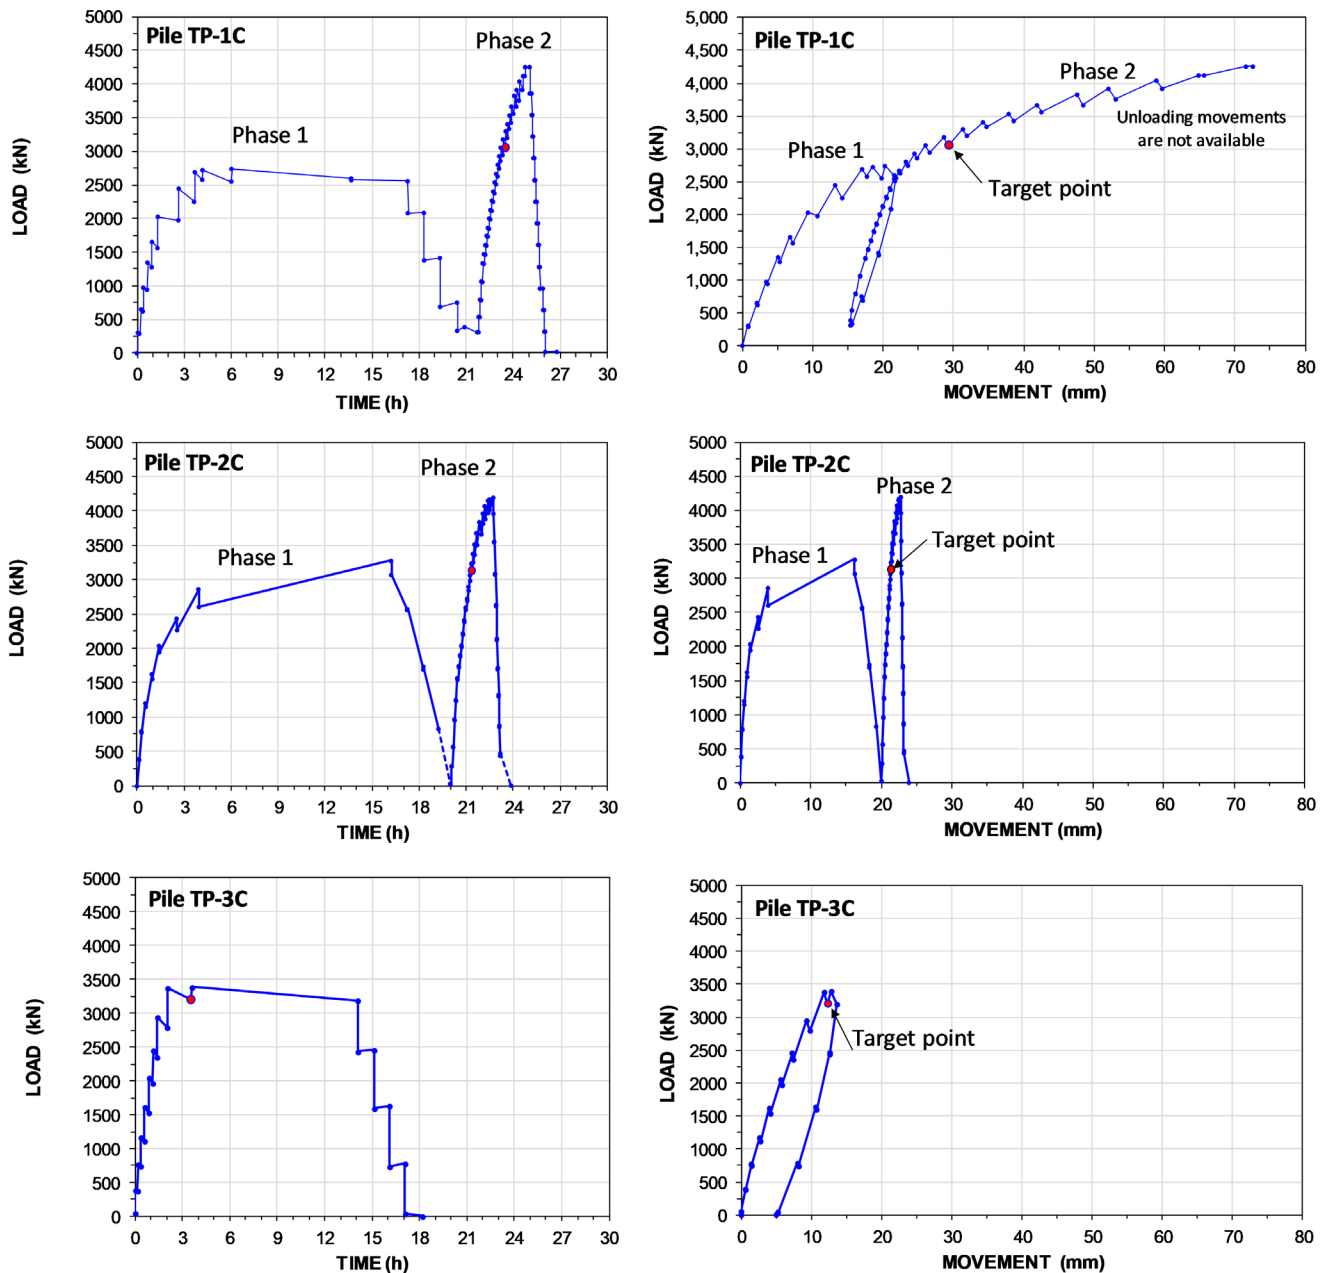 Pile TP-1C
Phase 1
Phase 2
LOAD (kN)
5000
4500
4000
3500
3000
2500
2000
1500
1000
500
0
0 3 6 9 12 15 18 21 24 27 30
TIME (h)
Pile TP-1C
Phase 1
Phase 2
Unloading movements
are not available
Target point
LOAD (kN)
5,000
4,500
4,000
3,500
3,000
2,500
2,000
1,500
1,000
500
0
0 10 20 30 40 50 60 70 80
MOVEMENT (mm)
Pile TP-2C
Phase 1
Phase 2
LOAD (kN)
5000
4500
4000
3500
3000
2500
2000
1500
1000
500
0
0 3 6 9 12 15 18 21 24 27 30
TIME (h)
Pile TP-2C
Phase 2
Phase 1
Target point
LOAD (kN)
5000
4500
4000
3500
3000
2500
2000
1500
1000
500
0
0 10 20 30 40 50 60 70 80
MOVEMENT (mm)
Pile TP-3C
LOAD (kN)
5000
4500
4000
3500
3000
2500
2000
1500
1000
500
0
0 3 6 9 12 15 18 21 24 27 30
TIME (h)
Pile TP-3C
Target point
LOAD (kN)
5000
4500
4000
3500
3000
2500
2000
1500
1000
500
0
0 10 20 30 40 50 60 70 80
MOVEMENT (mm)